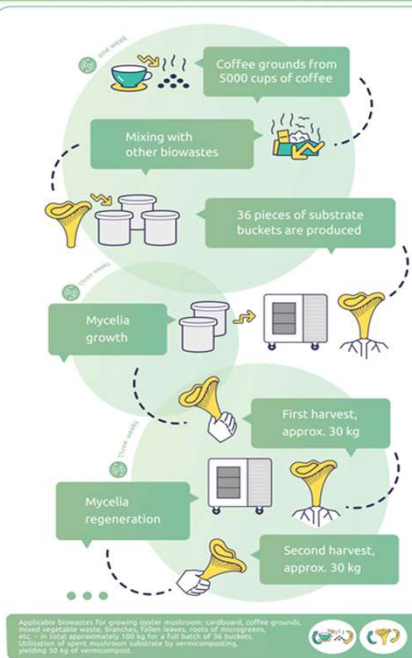 one week
Coffee grounds from
5000 cups of coffee
Mixing with
other biowastes
36 pieces of substrate
buckets are produced
Mycelia
growth
First harvest,
approx. 30 kg
Three weeks
Mycelia
regeneration
Second harvest,
approx. 30 kg
Applicable biowastes for growing oyster mushroom: cardboard, coffee grounds,
mixed vegetable waste, branches, fallen leaves, roots of microgreens,
etc. – in total approximately 100 kg for a full batch of 36 buckets.
Utilisation of spent mushroom substrate by vermicomposting,
yielding 50 kg of vermicompost.